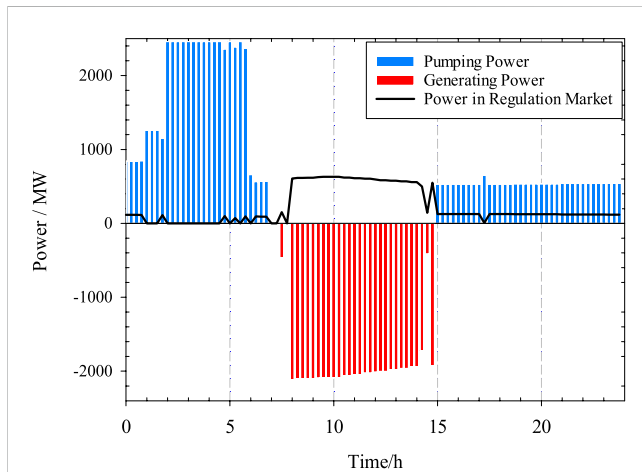 Pumping Power
Generating Power
Power in Regulation Market
Power / MW
2000
1000
0
-1000
-2000
0 5 10 15 20
Time/h